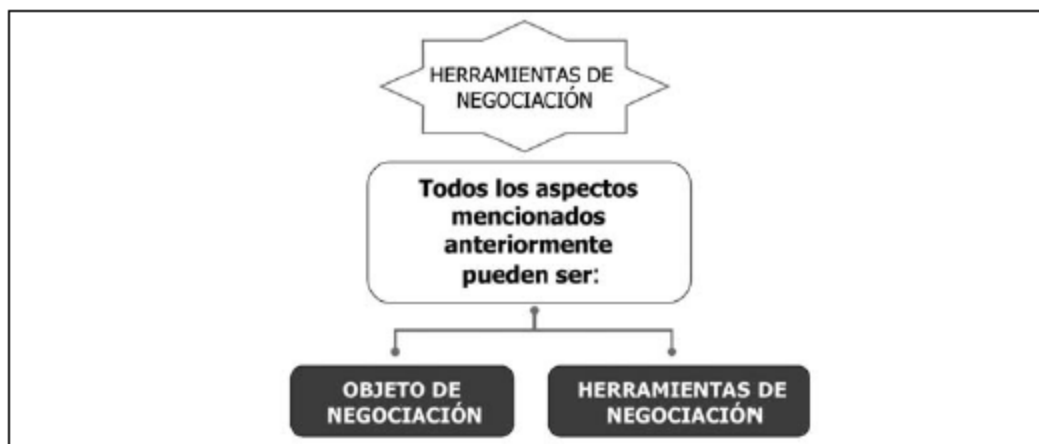 HERRAMIENTAS DE
NEGOCIACIÓN
Todos los aspectos
mencionados
anteriormente
pueden ser:
OBJETO DE
NEGOCIACIÓN
HERRAMIENTAS DE
NEGOCIACIÓN